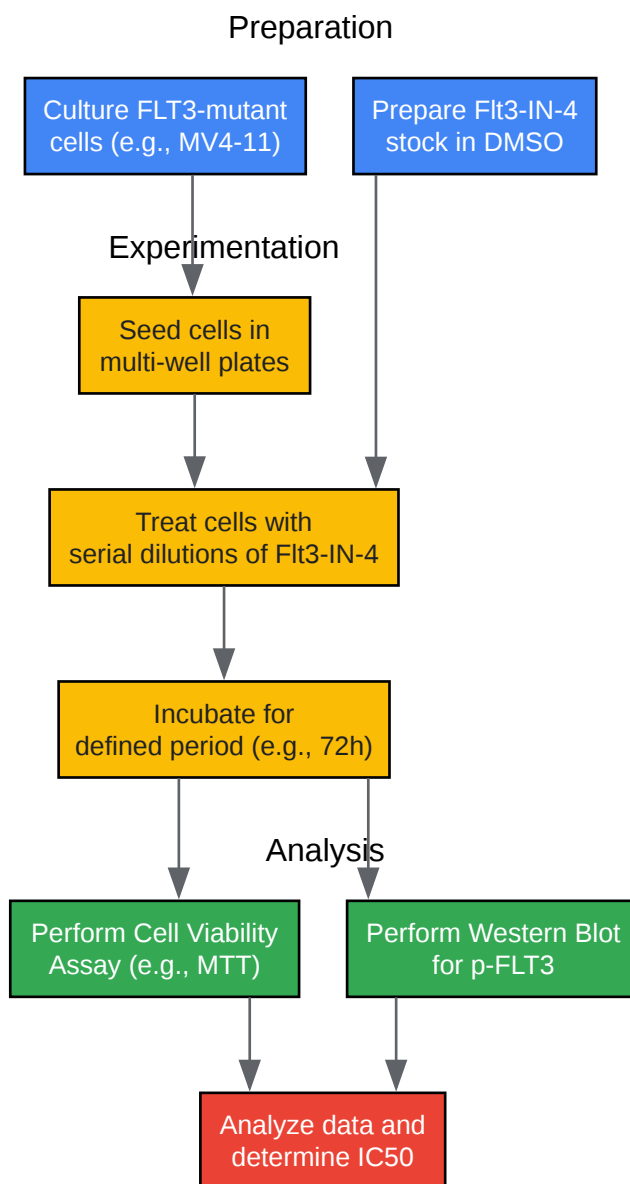 Preparation
Culture FLT3-mutant
cells (e.g., MV4-11)
Prepare Flt3-IN-4
stock in DMSO
Experimentation
Seed cells in
multi-well plates
Treat cells with
serial dilutions of Flt3-IN-4
Incubate for
defined period (e.g., 72h)
Analysis
Perform Cell Viability
Assay (e.g., MTT)
Perform Western Blot
for p-FLT3
Analyze data and
determine IC50